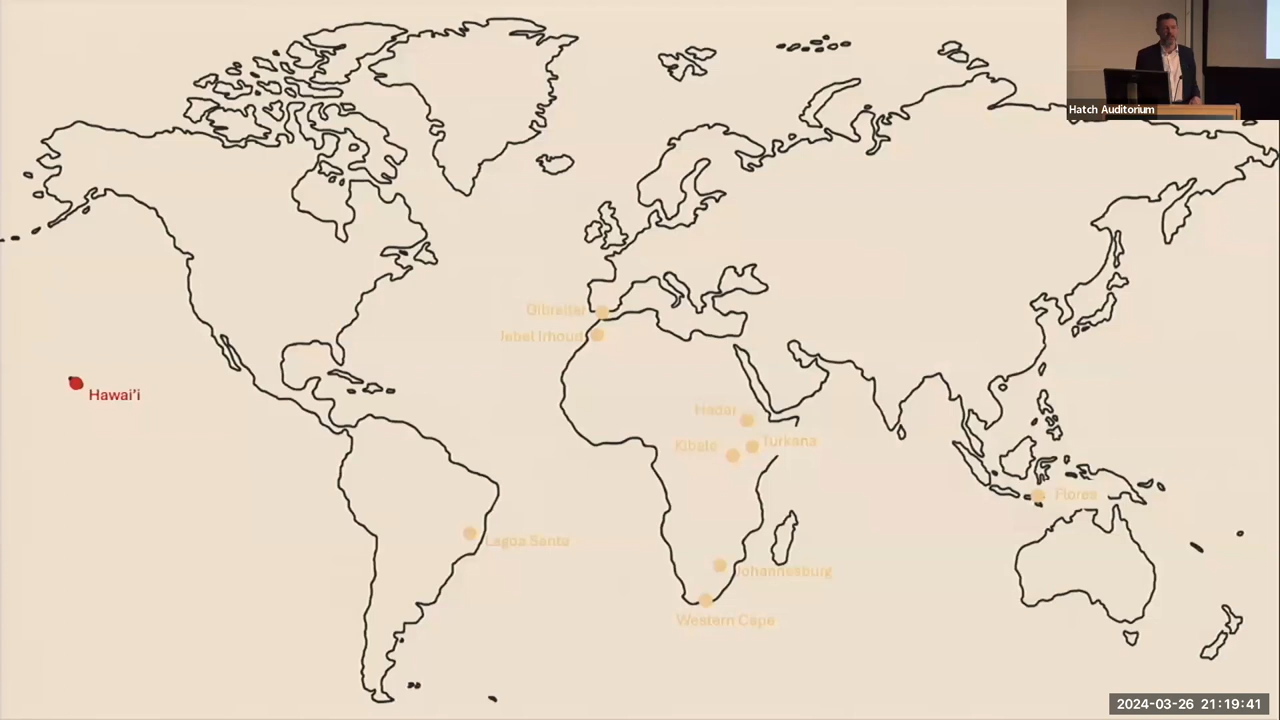 Hatch Auditorium
Gibraltar
Jebel Irhoud
Hawai'i
Hadar
Turkana
Kibale
Flores
Lagoa Santa
Johannesburg
Western Cape
2024-03-26 21:19:41